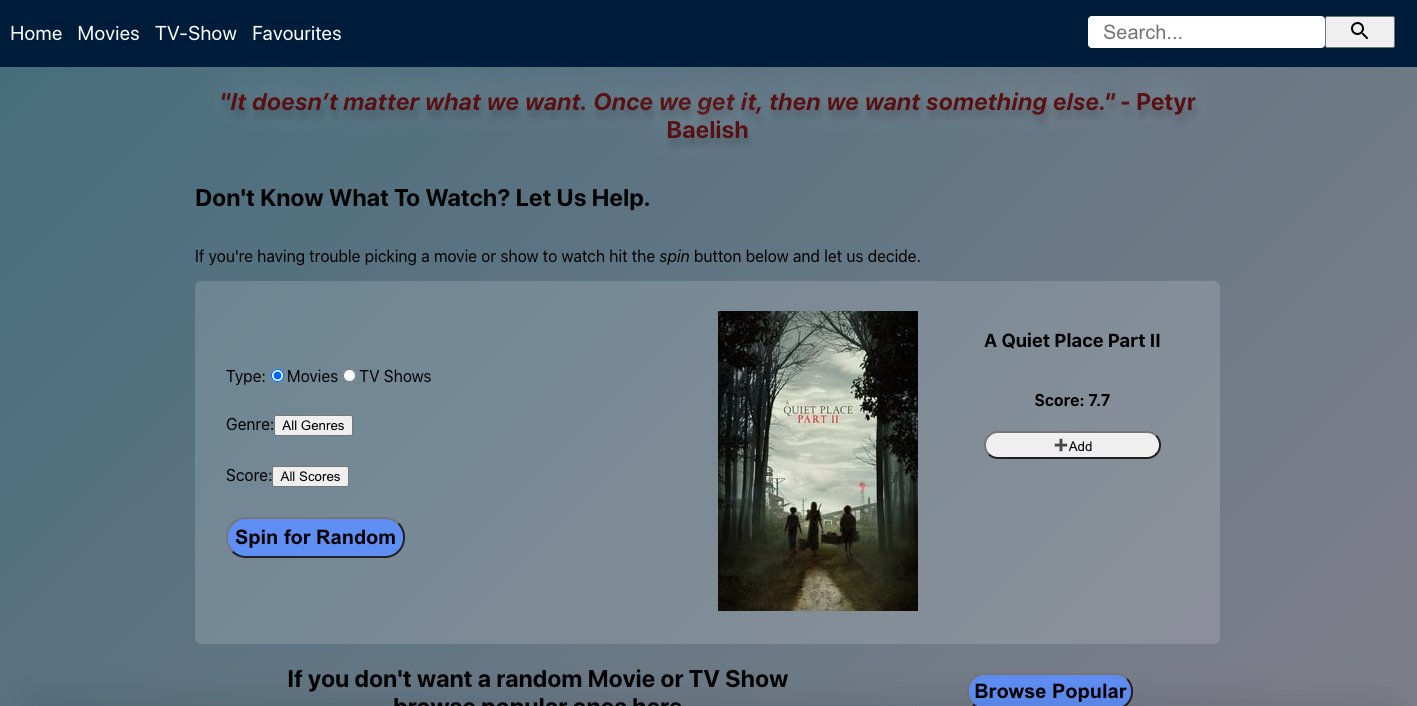 Home Movies TV-Show Favourites Search...
"It doesn’t matter what we want. Once we get it, then we want something else." - Petyr
Baelish
Don't Know What To Watch? Let Us Help.
If you're having trouble picking a movie or show to watch hit the spin button below and let us decide.
Type: Movies TV Shows
Genre: All Genres
Score: All Scores
Spin for Random
A
QUIET PLACE
PART II
A Quiet Place Part II
Score: 7.7
➕Add
If you don't want a random Movie or TV Show
browse popular once here
Browse Popular